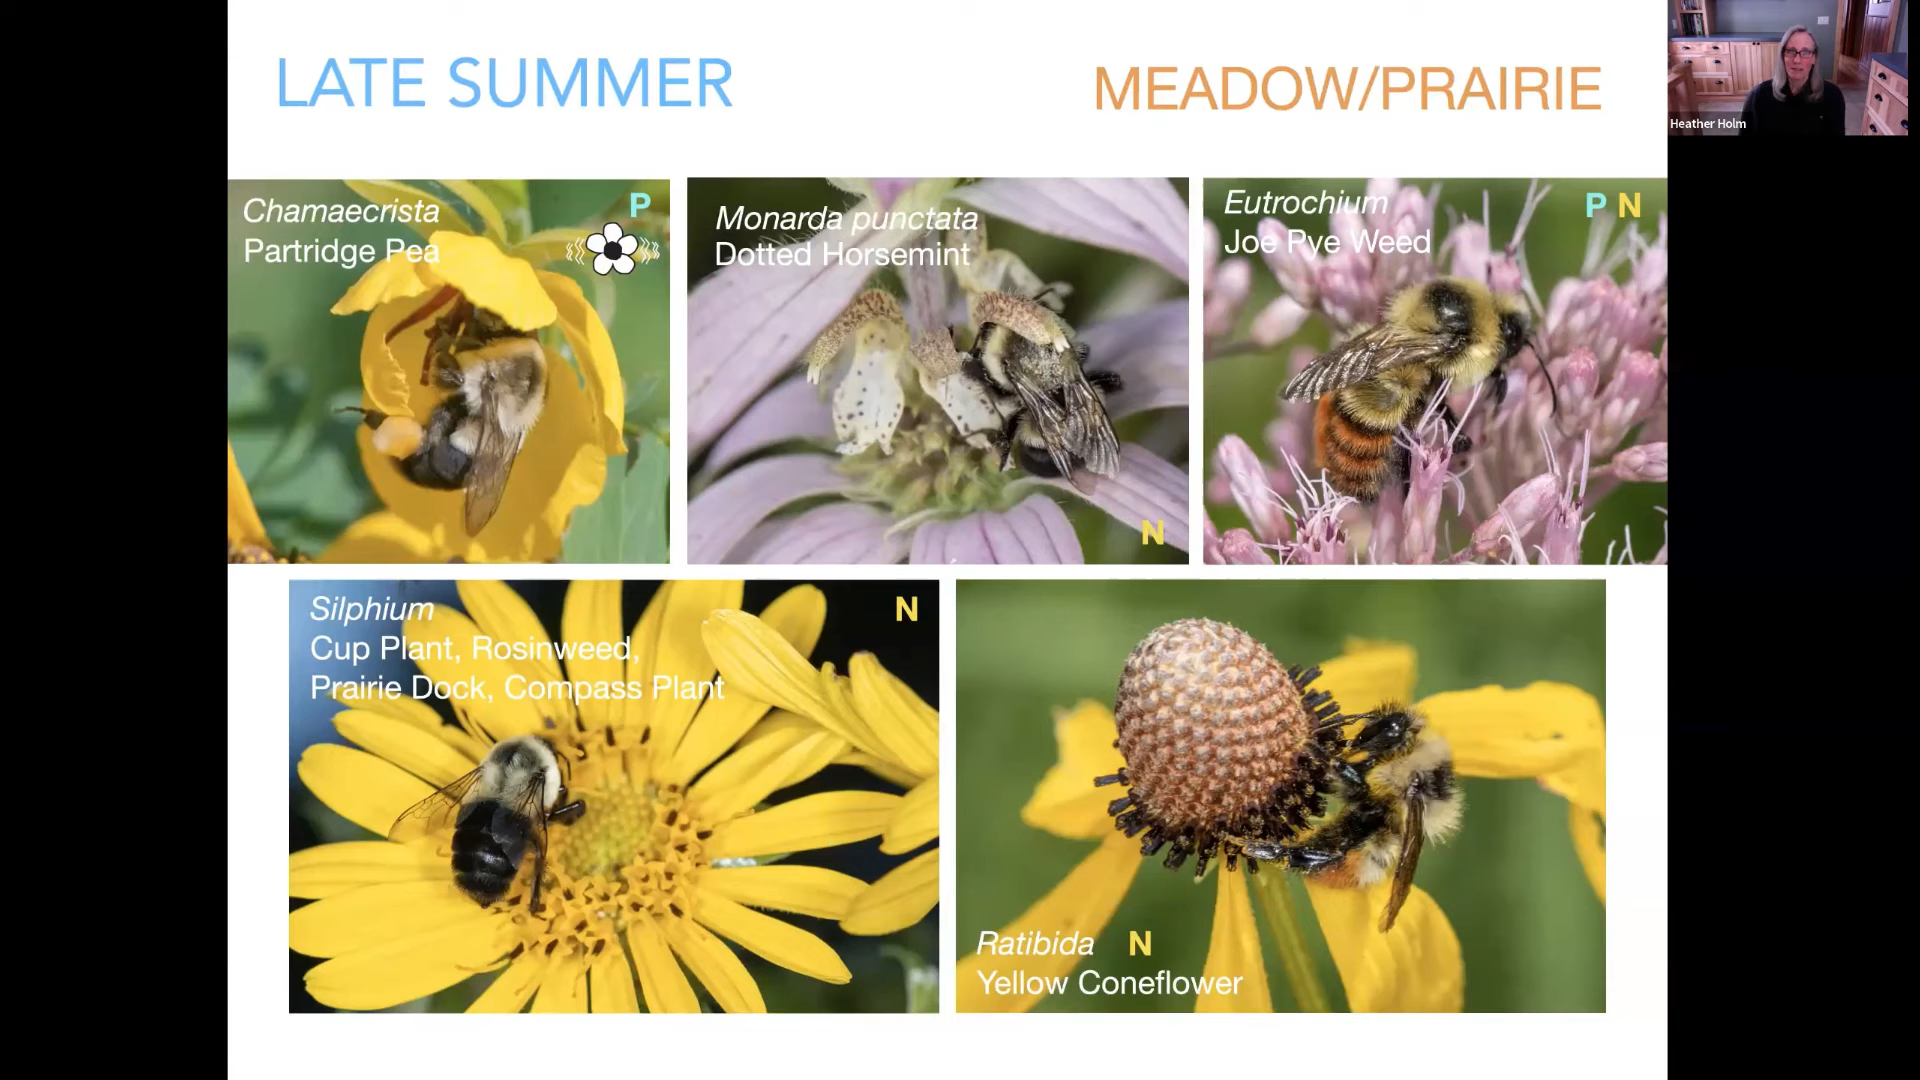 LATE SUMMER
MEADOW/PRAIRIE
Heather Holm
Chamaecrista
Partridge Pea
P
Monarda punctata
Dotted Horsemint
N
Eutrochium
Joe Pye Weed
P N
Silphium
Cup Plant, Rosinweed,
Prairie Dock, Compass Plant
N
Ratibida N
Yellow Coneflower